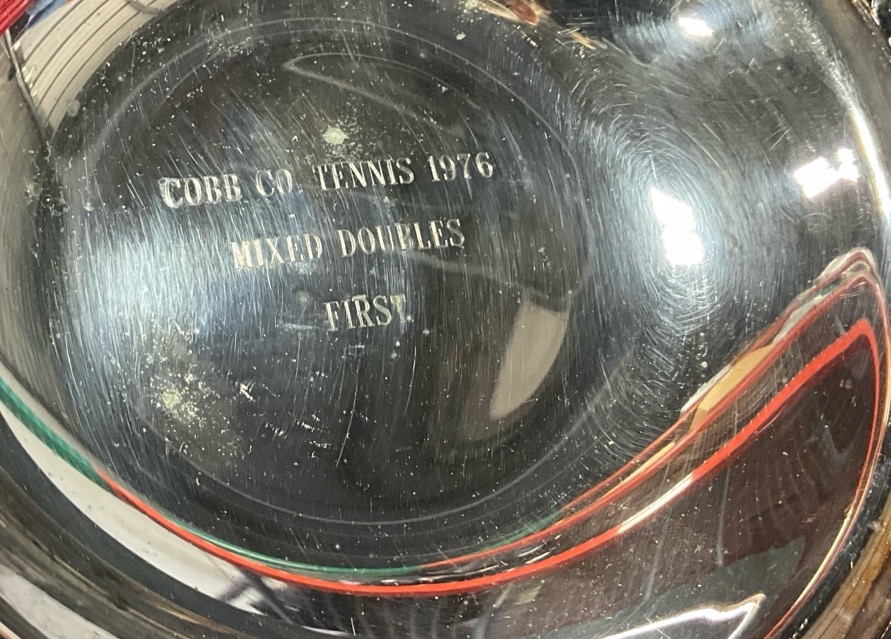 COBB CO. TENNIS 1976
MIXED DOUBLES
FIRST